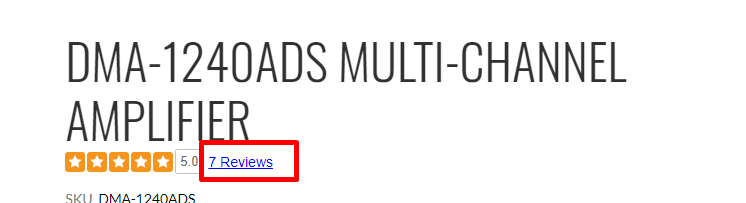 DMA-1240ADS MULTI-CHANNEL
AMPLIFIER
5.0 7 Reviews
SKU DMA-1240ADS